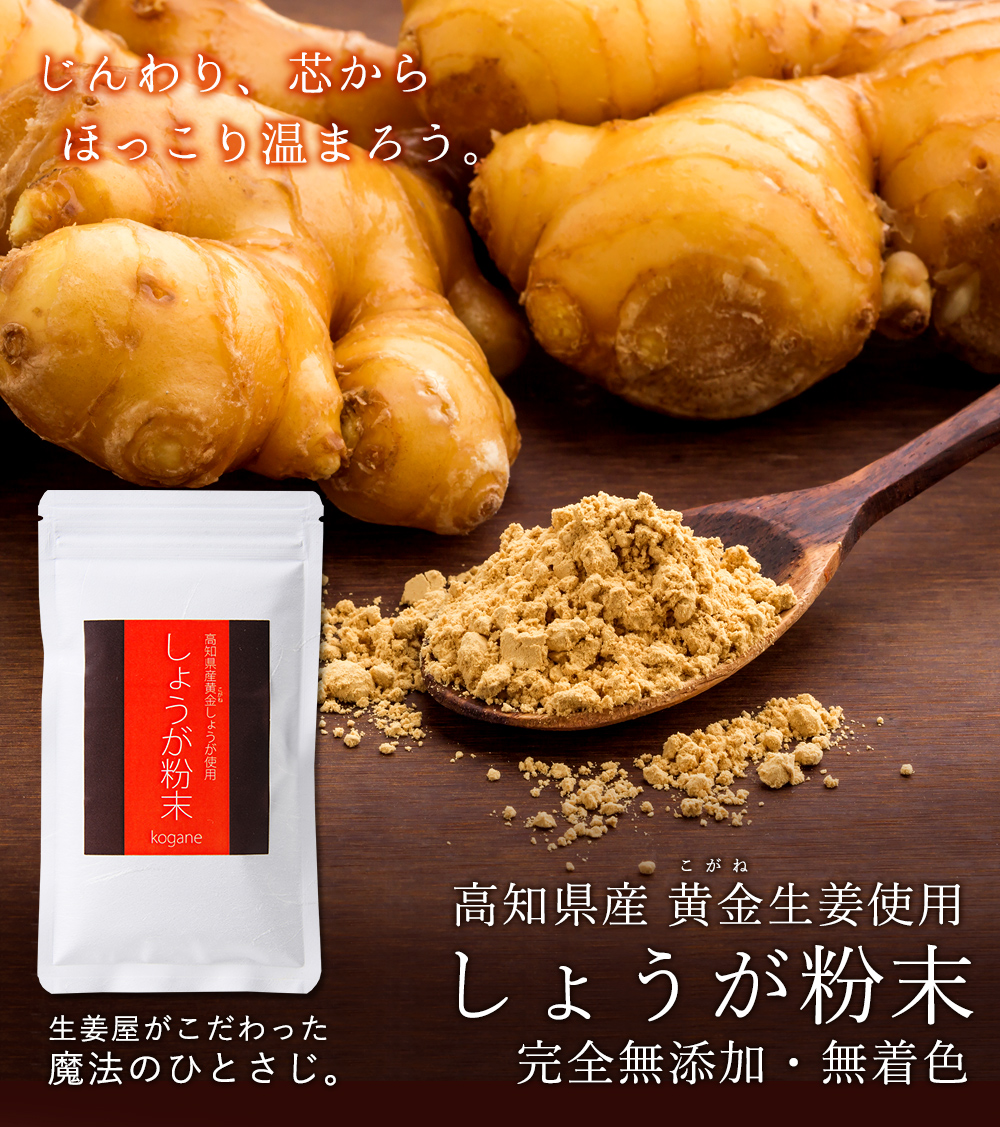 じんわり、芯から
ほっこり温まろう。
高知県産黄金しょうが使用
こがね
しょうが粉末
kogane
生姜屋がこだわった
魔法のひとさじ。
こがね
高知県産 黄金生姜使用
しょうが粉末
完全無添加・無着色